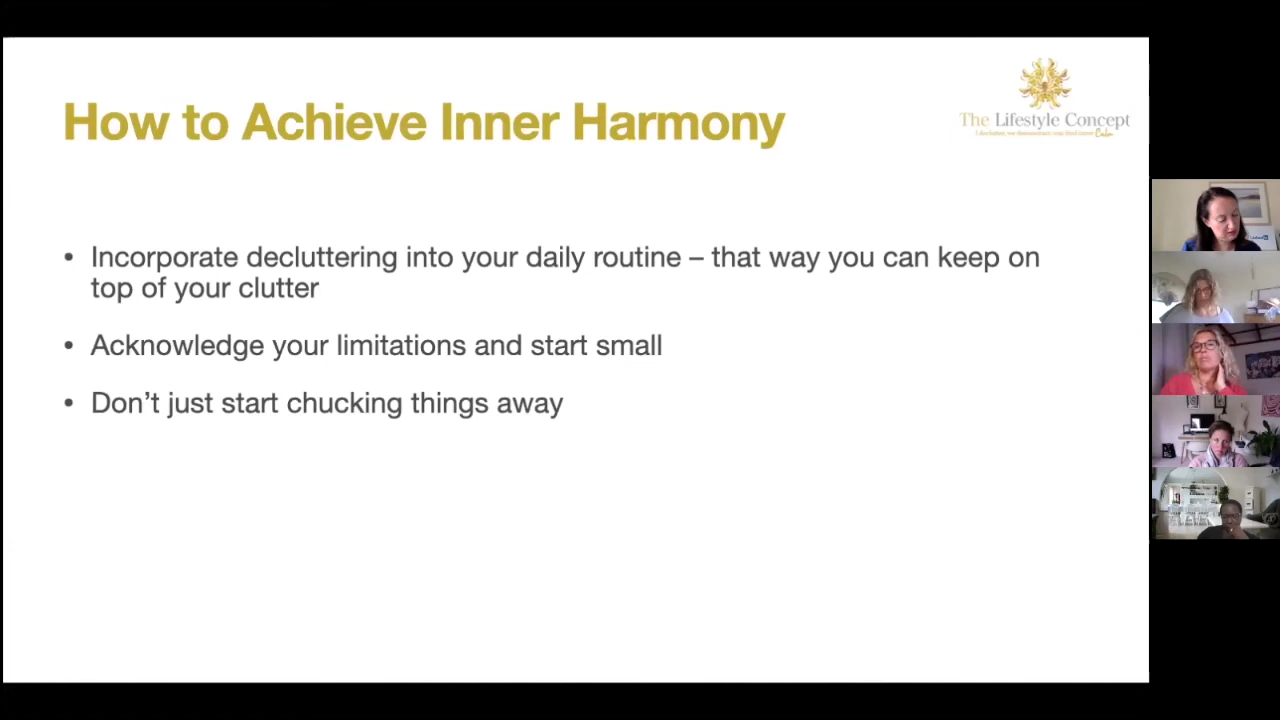 How to Achieve Inner Harmony
The Lifestyle Concept
Calm
• Incorporate decluttering into your daily routine – that way you can keep on
top of your clutter
• Acknowledge your limitations and start small
• Don’t just start chucking things away